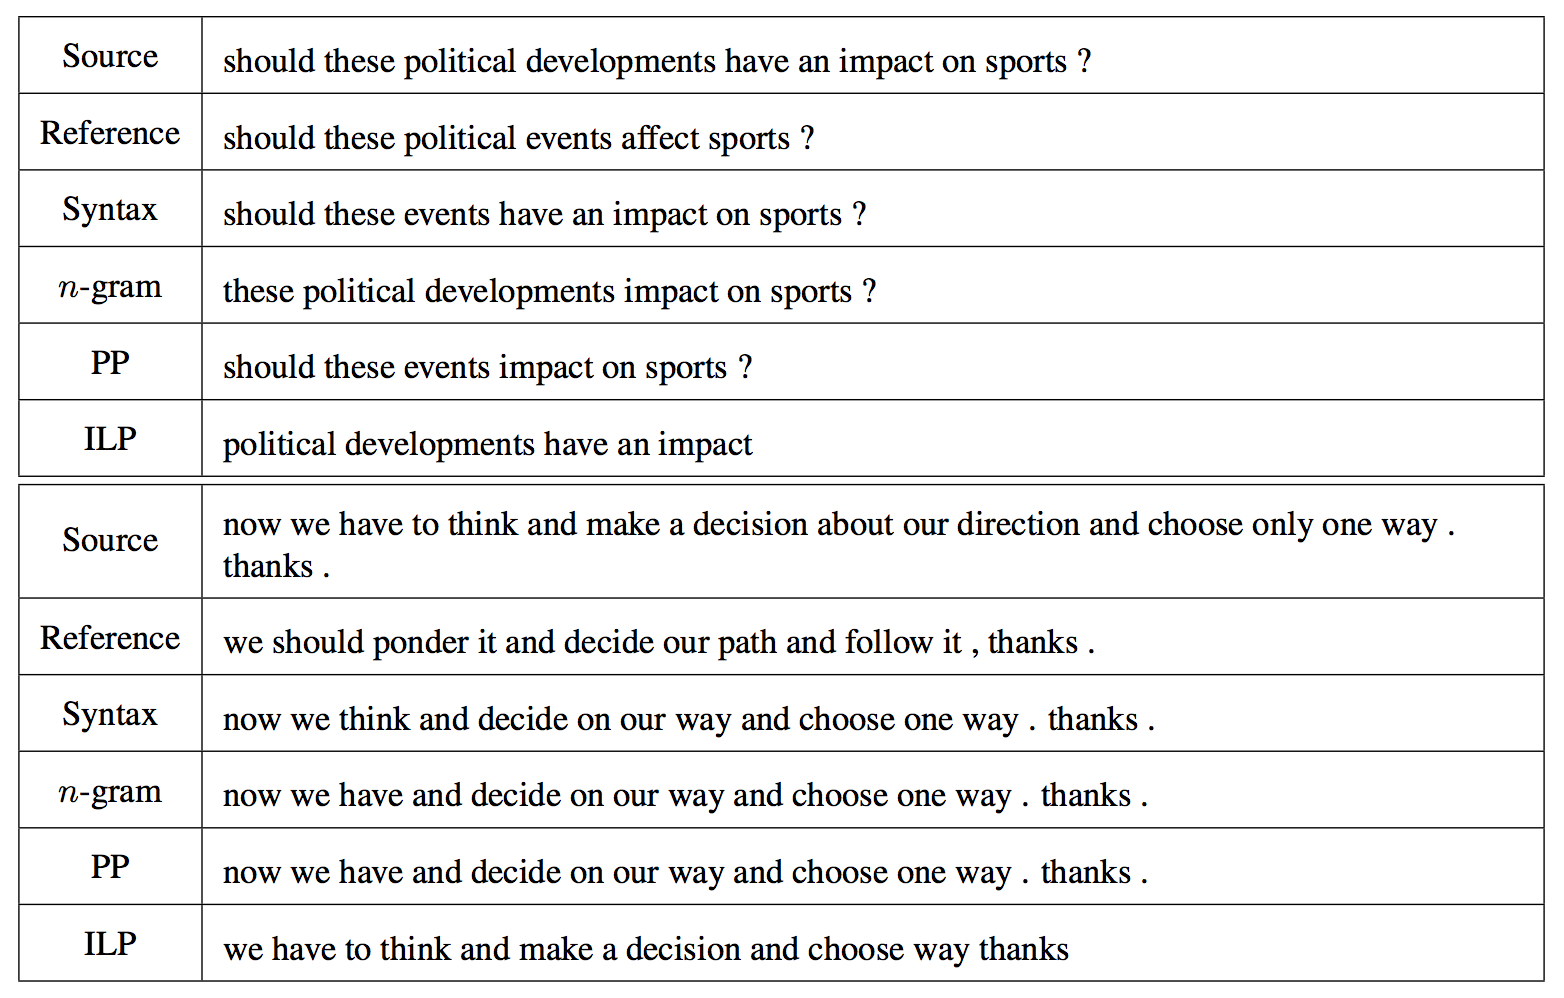 Source should these political developments have an impact on sports ?
Reference should these political events affect sports ?
Syntax should these events have an impact on sports ?
n-gram these political developments impact on sports ?
PP should these events impact on sports ?
ILP political developments have an impact
Source now we have to think and make a decision about our direction and choose only one way .
thanks .
Reference we should ponder it and decide our path and follow it , thanks .
Syntax now we think and decide on our way and choose one way . thanks .
n-gram now we have and decide on our way and choose one way . thanks .
PP now we have and decide on our way and choose one way . thanks .
ILP we have to think and make a decision and choose way thanks